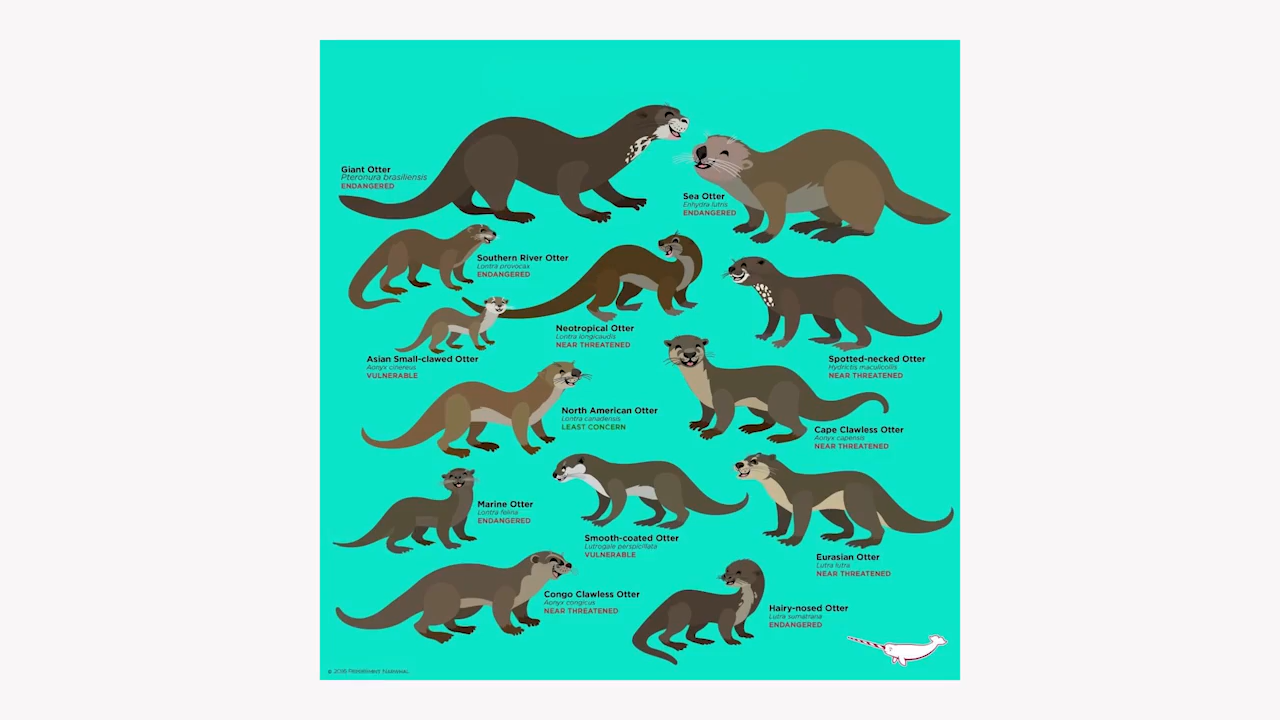 Giant Otter
Pteronura brasiliensis
ENDANGERED
Sea Otter
Enhydra lutris
ENDANGERED
Southern River Otter
Lontra provocax
ENDANGERED
Neotropical Otter
Lontra longicaudis
NEAR THREATENED
Asian Small-clawed Otter
Aonyx cinereus
VULNERABLE
Spotted-necked Otter
Hydrictis maculicollis
NEAR THREATENED
North American Otter
Lontra canadensis
LEAST CONCERN
Cape Clawless Otter
Aonyx capensis
NEAR THREATENED
Marine Otter
Lontra felina
ENDANGERED
Smooth-coated Otter
Lutrogale perspicillata
VULNERABLE
Eurasian Otter
Lutra lutra
NEAR THREATENED
Congo Clawless Otter
Aonyx congicus
NEAR THREATENED
Hairy-nosed Otter
Lutra sumatrana
ENDANGERED
© 2016 Peppermint Narwhal